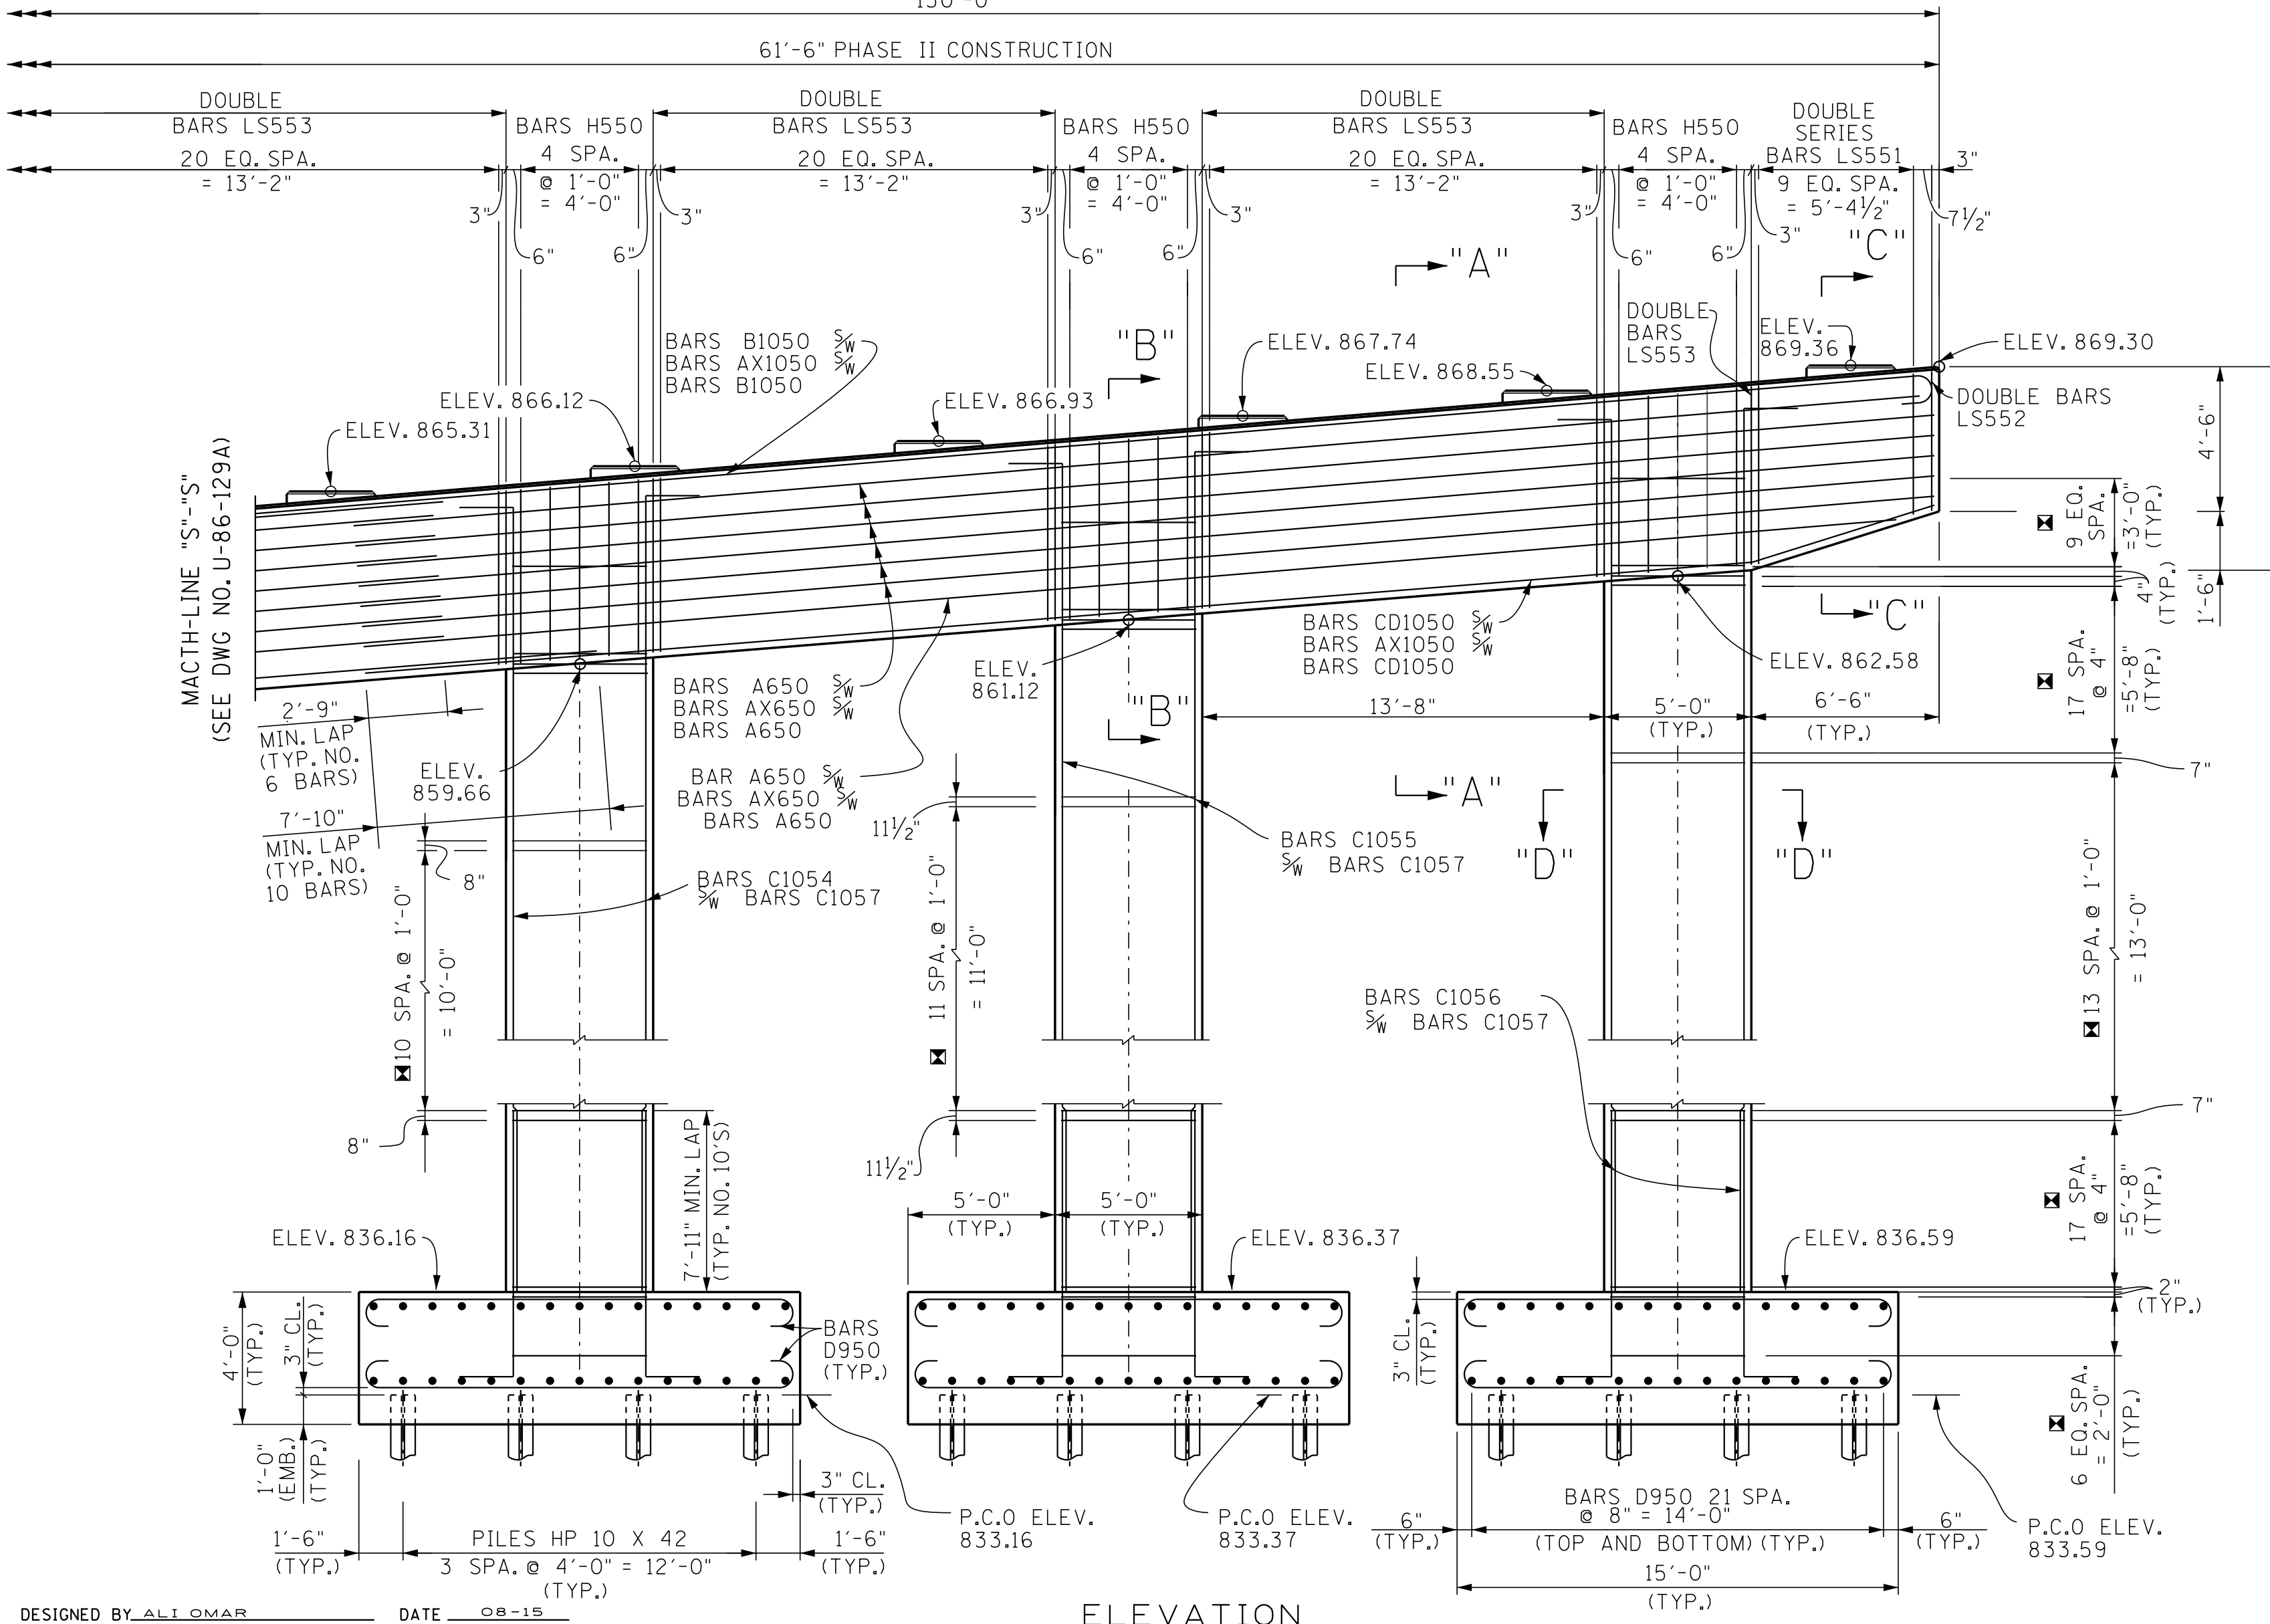 61'-6" PHASE II CONSTRUCTION
DOUBLE
BARS LS553
20 EQ. SPA.
= 13'-2"
BARS H550
4 SPA.
@ 1'-0"
= 4'-0"
3"
3"
6"
6"
DOUBLE
BARS LS553
20 EQ. SPA.
= 13'-2"
BARS H550
4 SPA.
@ 1'-0"
= 4'-0"
3"
3"
6"
6"
DOUBLE
BARS LS553
20 EQ. SPA.
= 13'-2"
BARS H550
4 SPA.
@ 1'-0"
= 4'-0"
3"
6"
6"
3"
DOUBLE
SERIES
BARS LS551
9 EQ. SPA.
= 5'-4½"
3"
7½"
"A"
"C"
"B"
BARS B1050 S/W
BARS AX1050 S/W
BARS B1050
DOUBLE
BARS
LS553
ELEV. 865.31
ELEV. 866.12
ELEV. 866.93
ELEV. 867.74
ELEV. 868.55
ELEV.
869.36
ELEV. 869.30
DOUBLE BARS
LS552
4'-6"
1'-6"
MACTH-LINE "S"-"S"
(SEE DWG NO. U-86-129A)
9 EQ.
SPA.
=3'-0"
(TYP.)
4"
(TYP.)
17 SPA.
@ 4"
=5'-8"
(TYP.)
2'-9"
MIN. LAP
(TYP. NO.
6 BARS)
7'-10"
MIN. LAP
(TYP. NO.
10 BARS)
ELEV.
859.66
BARS A650 S/W
BARS AX650 S/W
BARS A650
BAR A650 S/W
BARS AX650 S/W
BARS A650
ELEV.
861.12
"B"
BARS CD1050 S/W
BARS AX1050 S/W
BARS CD1050
ELEV. 862.58
"C"
13'-8"
5'-0"
(TYP.)
6'-6"
(TYP.)
"A"
"D"
"D"
7"
8"
11½"
BARS C1054
S/W BARS C1057
BARS C1055
S/W BARS C1057
BARS C1056
S/W BARS C1057
10 SPA. @ 1'-0"
= 10'-0"
11 SPA. @ 1'-0"
= 11'-0"
13 SPA. @ 1'-0"
= 13'-0"
8"
11½"
7"
7'-11" MIN. LAP
(TYP. NO. 10'S)
17 SPA.
@ 4"
=5'-8"
(TYP.)
5'-0"
(TYP.)
5'-0"
(TYP.)
ELEV. 836.16
ELEV. 836.37
ELEV. 836.59
2"
(TYP.)
4'-0"
(TYP.)
3" CL.
(TYP.)
1'-0"
(EMB.)
(TYP.)
BARS
D950
(TYP.)
3" CL.
(TYP.)
3" CL.
(TYP.)
6 EQ. SPA.
= 2'-0"
(TYP.)
1'-6"
(TYP.)
PILES HP 10 X 42
3 SPA. @ 4'-0" = 12'-0"
(TYP.)
1'-6"
(TYP.)
P.C.O ELEV.
833.16
P.C.O ELEV.
833.37
6"
(TYP.)
BARS D950 21 SPA.
@ 8" = 14'-0"
(TOP AND BOTTOM) (TYP.)
6"
(TYP.)
15'-0"
(TYP.)
P.C.O ELEV.
833.59
DESIGNED BY ALI OMAR DATE 08-15
ELEVATION